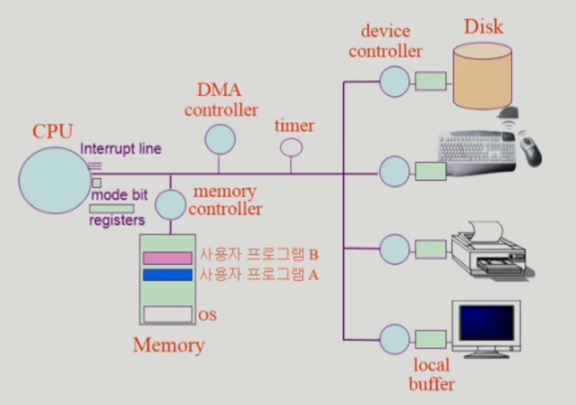 device
controller
Disk
DMA
controller
timer
CPU
Interrupt line
mode bit
registers
memory
controller
사용자 프로그램 B
사용자 프로그램 A
OS
Memory
local
buffer